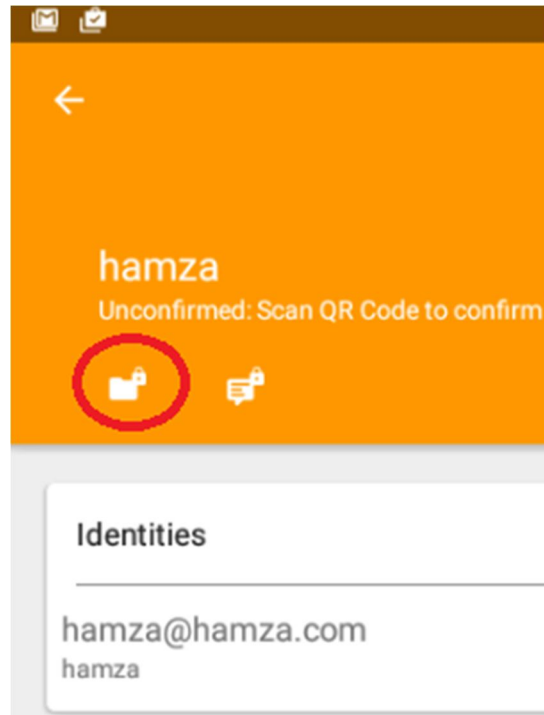 hamza
Unconfirmed: Scan QR Code to confirm
Identities
hamza@hamza.com
hamza